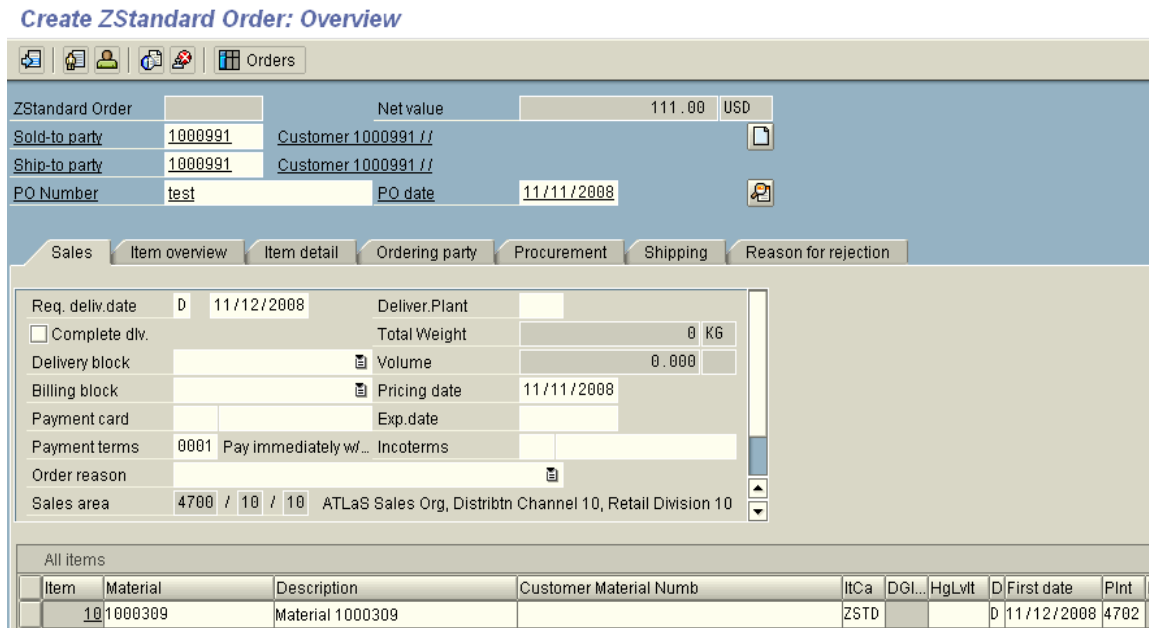 Create ZStandard Order: Overview
Orders
ZStandard Order Net value 111.00 USD
Sold-to party 1000991 Customer 1000991 / /
Ship-to party 1000991 Customer 1000991 / /
PO Number test PO date 11/11/2008
Sales Item overview Item detail Ordering party Procurement Shipping Reason for rejection
Req. deliv.date D 11/12/2008 Deliver.Plant
Complete dlv. Total Weight 0 KG
Delivery block Volume 0.000
Billing block Pricing date 11/11/2008
Payment card Exp.date
Payment terms 0001 Pay immediately w/... Incoterms
Order reason
Sales area 4700 / 10 / 10 ATLaS Sales Org, Distribtn Channel 10, Retail Division 10
All items
Item Material Description Customer Material Numb ItCa DGI... HgLvIt D First date Plnt
10 1000309 Material 1000309 ZSTD D 11/12/2008 4702